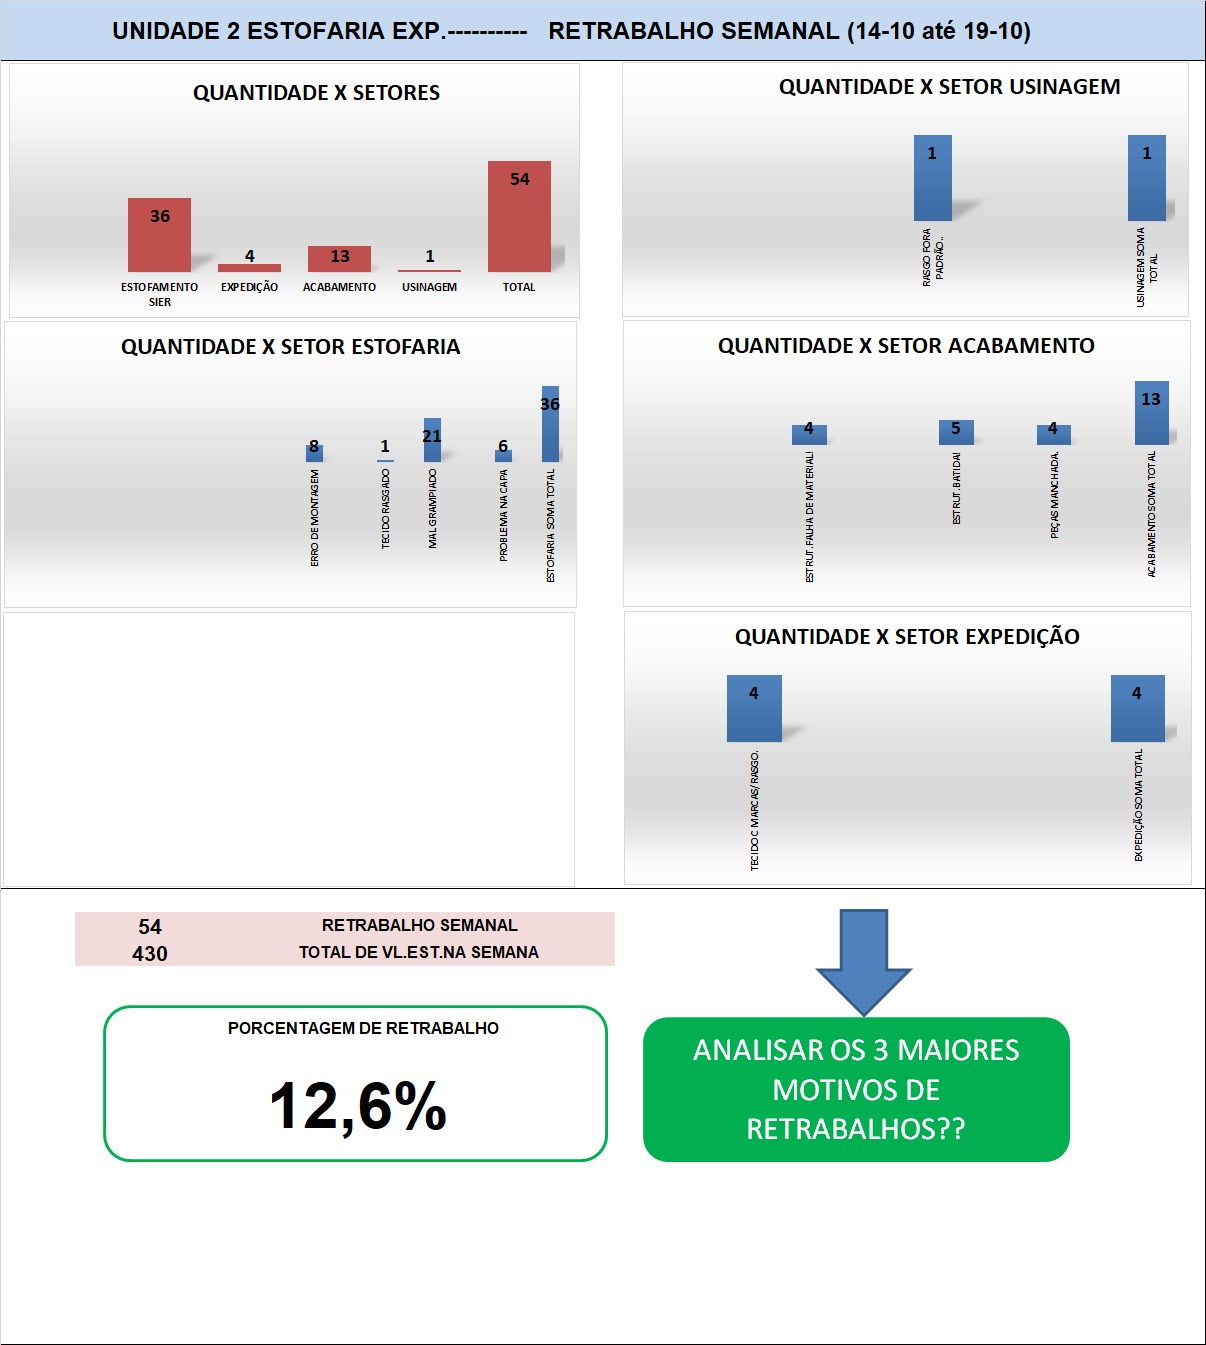 UNIDADE 2 ESTOFARIA EXP.---------- RETRABALHO SEMANAL (14-10 até 19-10)
QUANTIDADE X SETORES
36
4
13
1
54
ESTOFAMENTO
SIER
EXPEDIÇÃO
ACABAMENTO
USINAGEM
TOTAL
QUANTIDADE X SETOR USINAGEM
1
1
RASGO FORA
PADRÃO..
USINAGEM SOMA
TOTAL
QUANTIDADE X SETOR ESTOFARIA
8
1
21
6
36
ERRO DE MONTAGEM
TECIDO RASGADO
MAL GRAMPIADO
PROBLEMA NA CAPA
ESTOFARIA SOMA TOTAL
QUANTIDADE X SETOR ACABAMENTO
4
5
4
13
ESTRUT. FALHA DE MATERIAL!
ESTRUT. BATIDA!
PEÇAS MANCHADA.
ACABAMENTO SOMA TOTAL
QUANTIDADE X SETOR EXPEDIÇÃO
4
4
TECIDO C MARCAS/RASGO.
EXPEDIÇÃO SOMA TOTAL
54 RETRABALHO SEMANAL
430 TOTAL DE VL.EST.NA SEMANA
PORCENTAGEM DE RETRABALHO
12,6%
ANALISAR OS 3 MAIORES
MOTIVOS DE
RETRABALHOS??